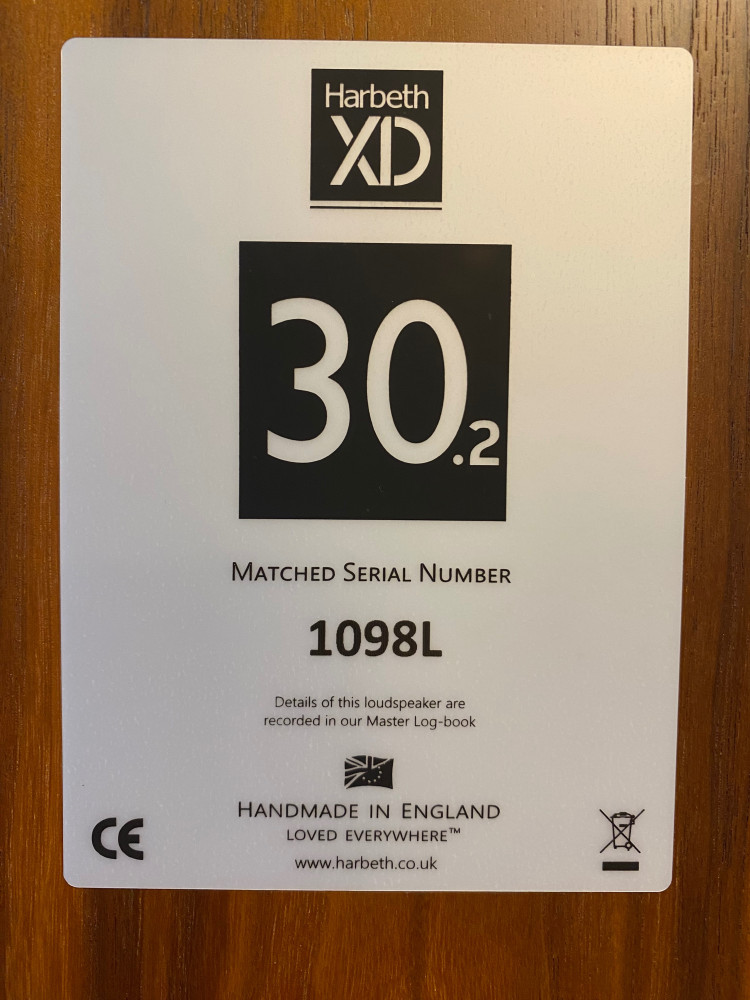 Harbeth
XD
30.2
MATCHED SERIAL NUMBER
1098L
Details of this loudspeaker are
recorded in our Master Log-book
HANDMADE IN ENGLAND
LOVED EVERYWHERE™
CE
www.harbeth.co.uk